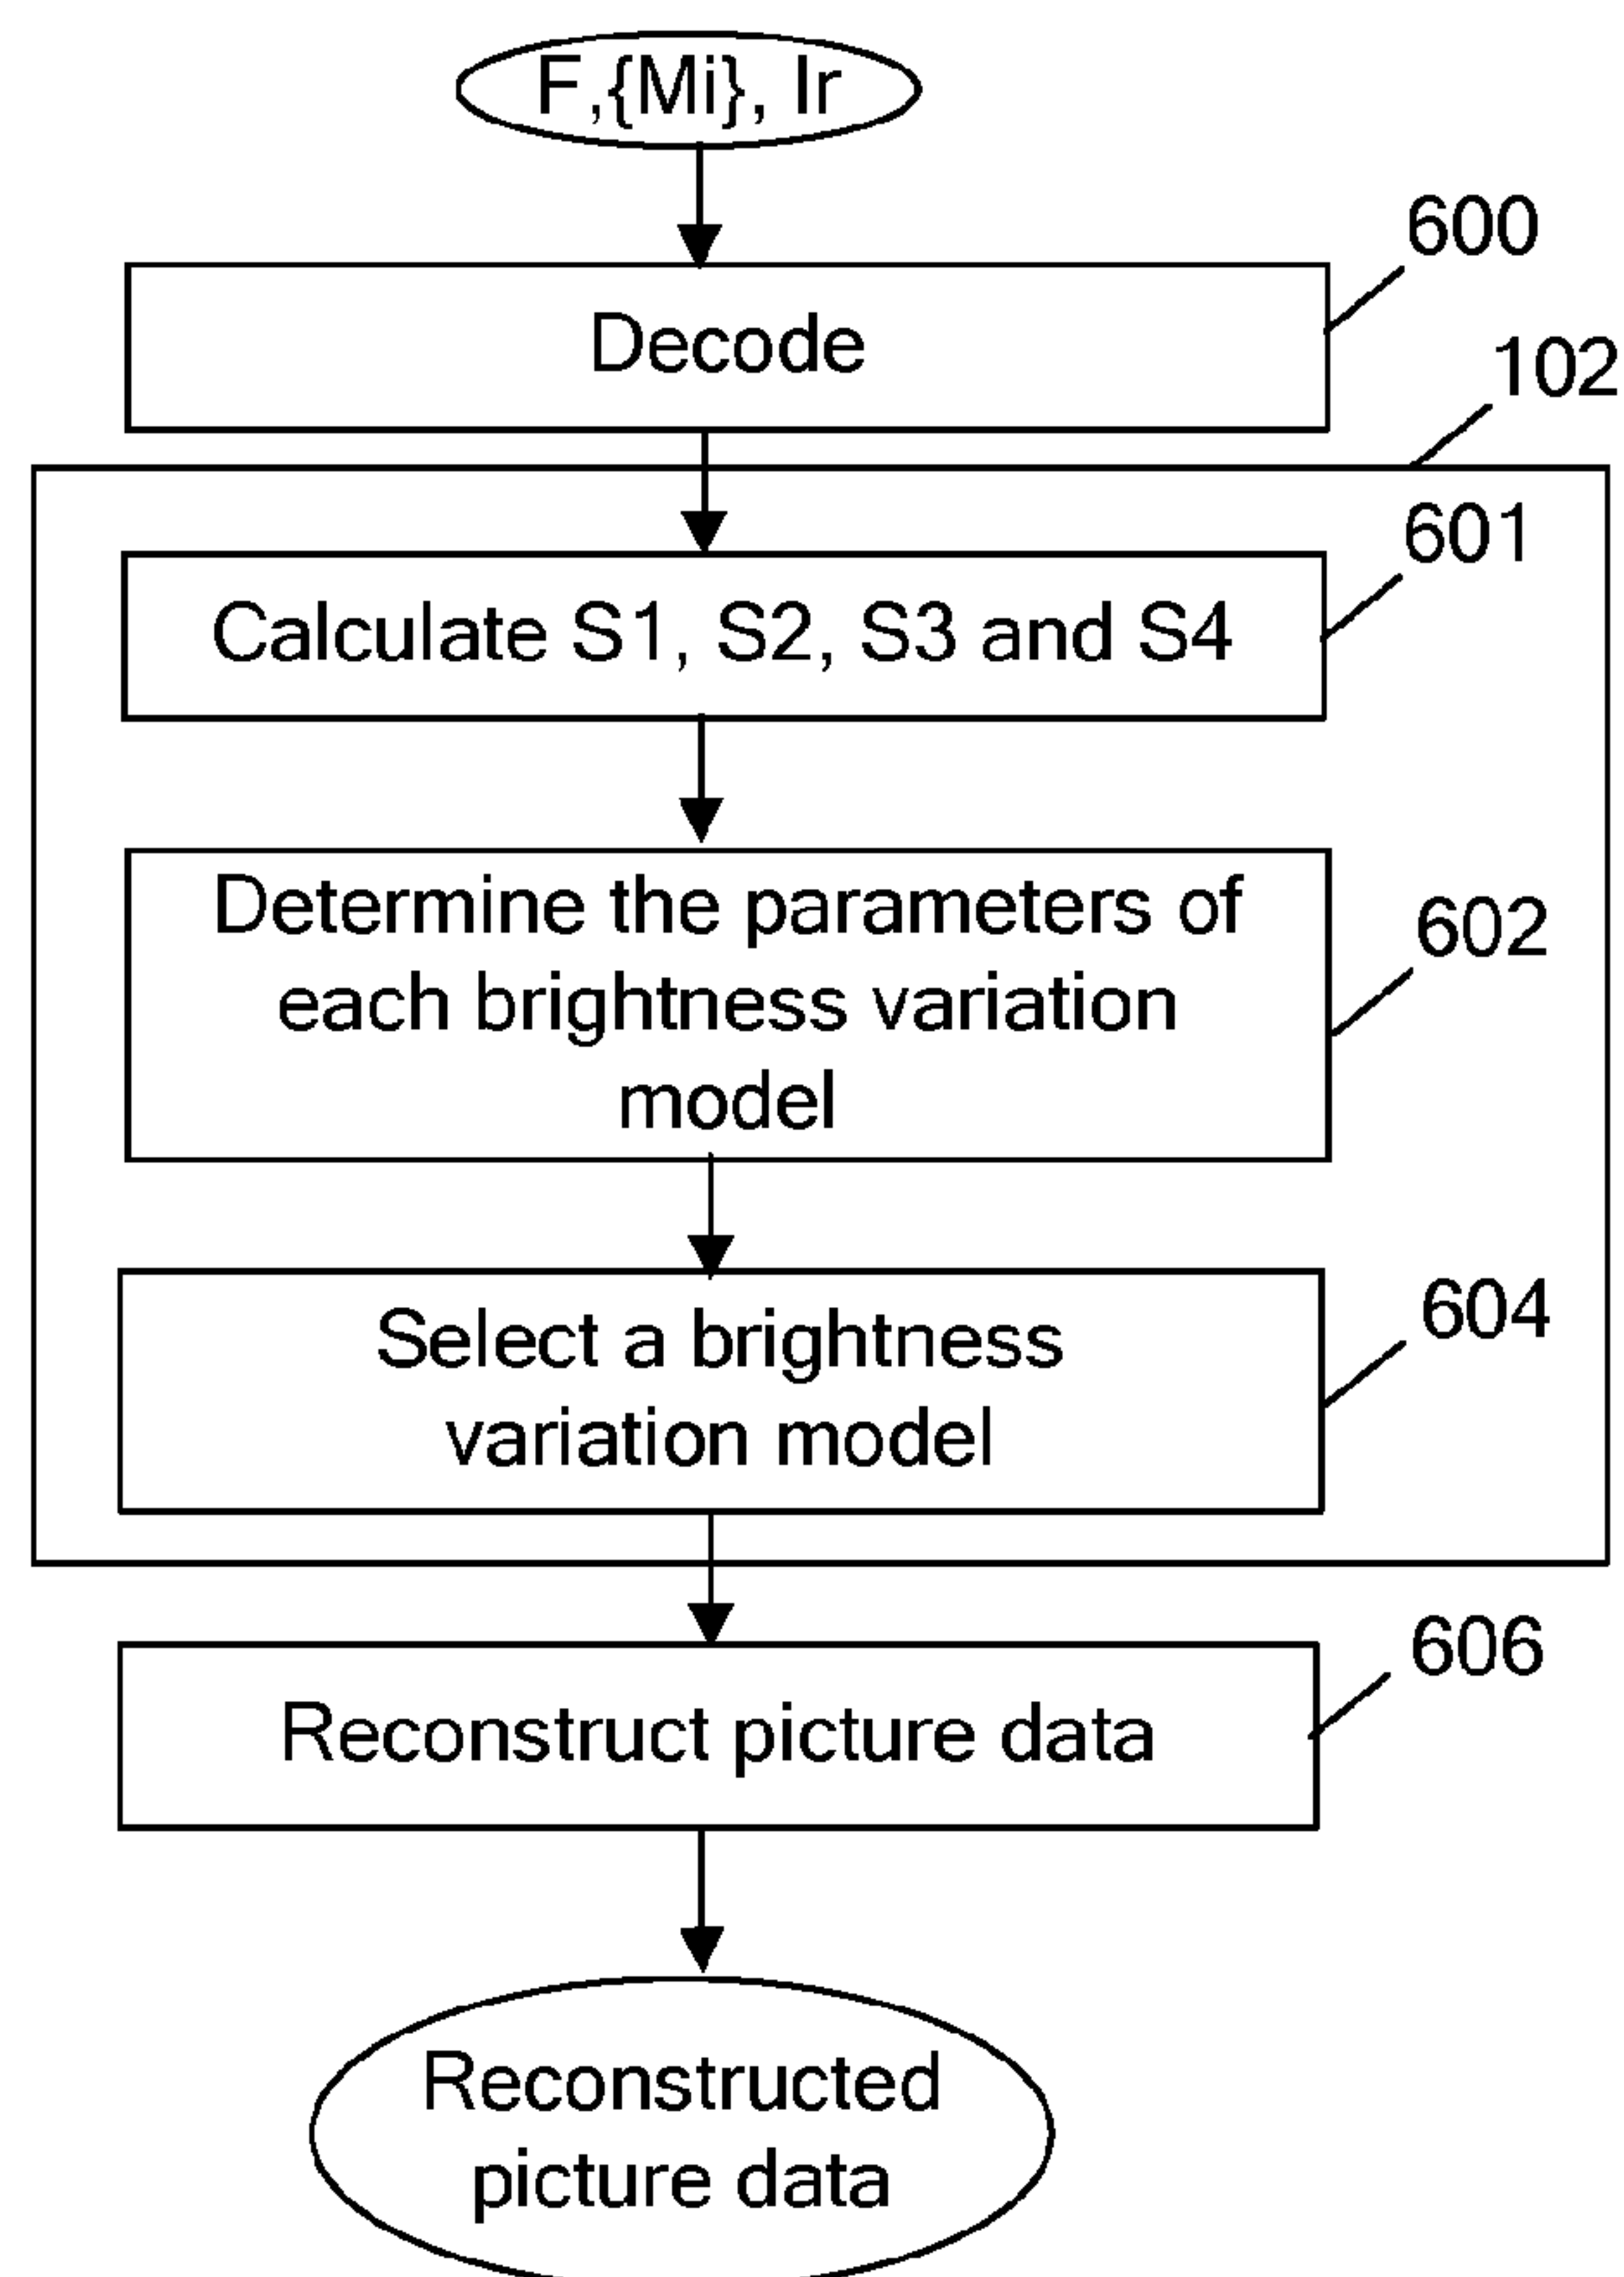 F,{Mi}, Ir
600
Decode
102
601
Calculate S1, S2, S3 and S4
Determine the parameters of
each brightness variation
model
602
Select a brightness
variation model
604
606
Reconstruct picture data
Reconstructed
picture data